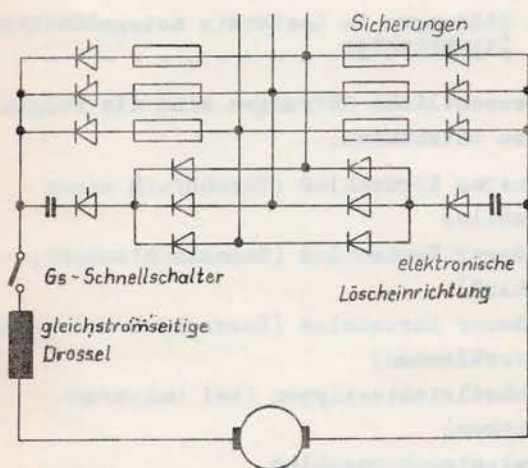 Sicherungen
Gs-Schnellschalter
elektronische
Löscheinrichtung
gleichstromseitige
Drossel